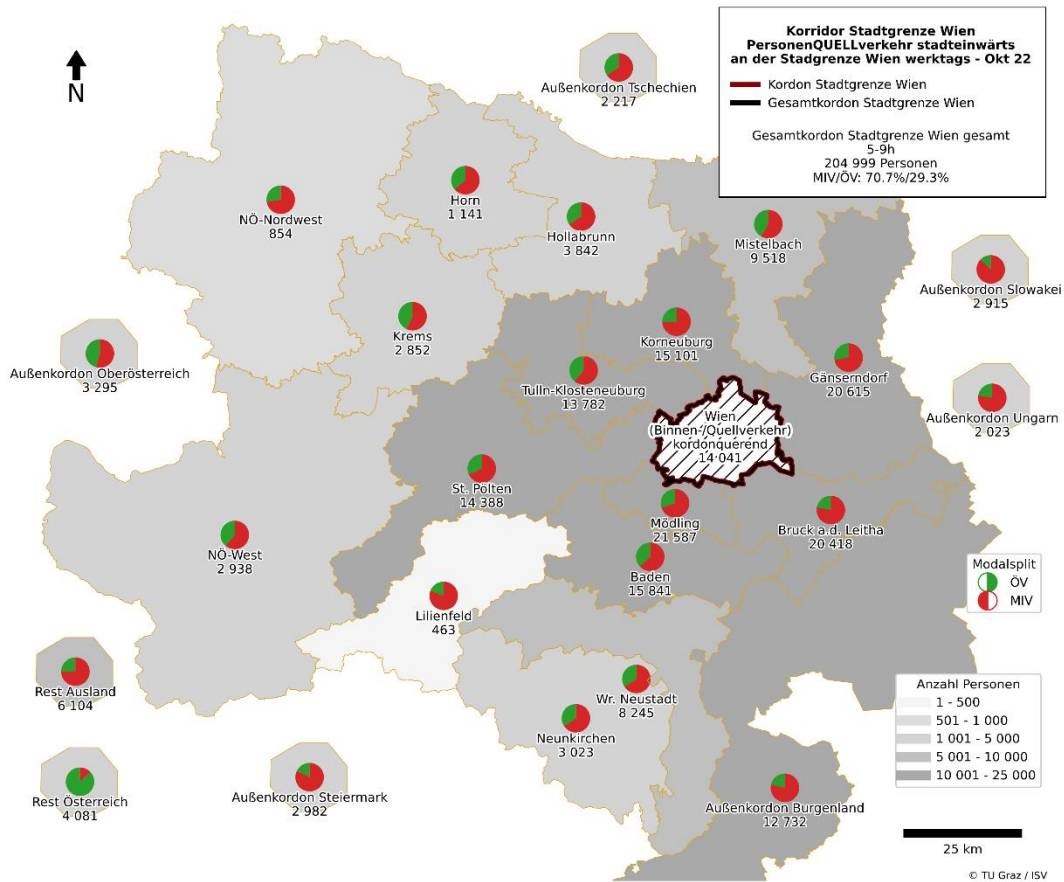 Korridor Stadtgrenze Wien
PersonenQUELLverkehr stadteinwärts
an der Stadgrenze Wien werktags - Okt 22
Kordon Stadtgrenze Wien
Gesamtkordon Stadtgrenze Wien
Gesamtkordon Stadtgrenze Wien gesamt
5-9h
204 999 Personen
MIV/ÖV: 70.7%/29.3%
N
Außenkordon Tschechien
2 217
NÖ-Nordwest
854
Horn
1 141
Hollabrunn
3 842
Mistelbach
9 518
Außenkordon Slowakei
2 915
Krems
2 852
Korneuburg
15 101
Außenkordon Oberösterreich
3 295
Tulln-Klosteneuburg
13 782
Gänserndorf
20 615
Außenkordon Ungarn
2 023
Wien
(Binnen-/Quellverkehr)
kordonquerend
14 041
St. Pölten
14 388
Mödling
21 587
Bruck a.d. Leitha
20 418
NÖ-West
2 938
Baden
15 841
Modalsplit
ÖV
MIV
Lilienfeld
463
Rest Ausland
6 104
Wr. Neustadt
8 245
Neunkirchen
3 023
Anzahl Personen
1 - 500
501 - 1 000
1 001 - 5 000
5 001 - 10 000
10 001 - 25 000
Rest Österreich
4 081
Außenkordon Steiermark
2 982
Außenkordon Burgenland
12 732
25 km
© TU Graz / ISV